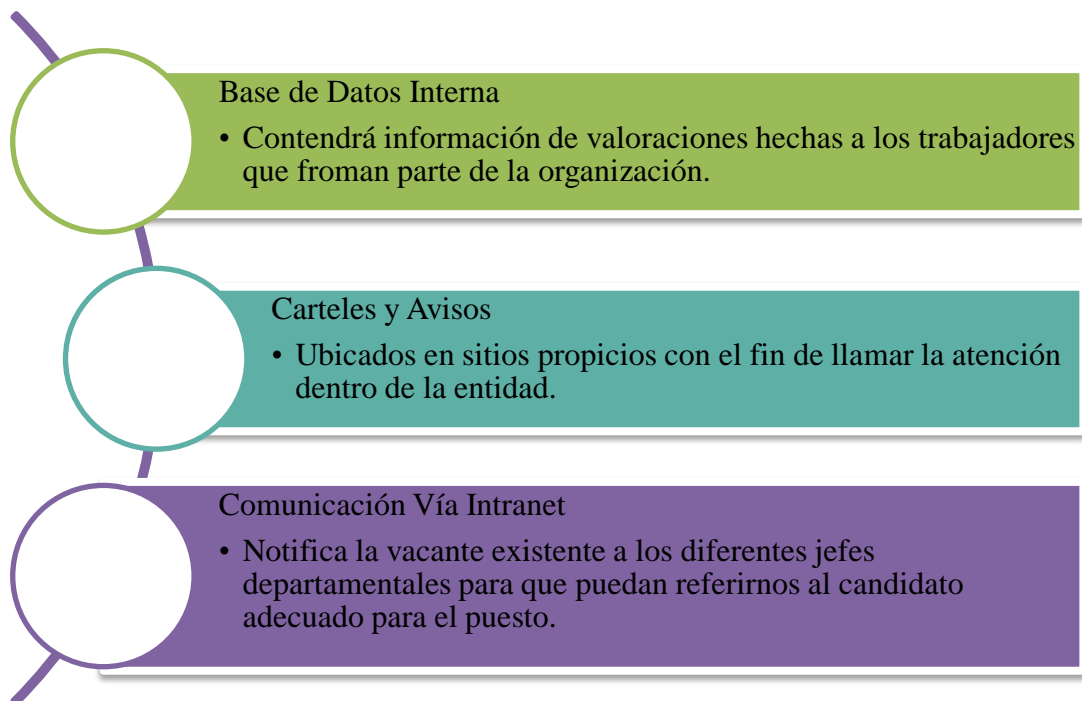 Base de Datos Interna
• Contendrá información de valoraciones hechas a los trabajadores
que froman parte de la organización.
Carteles y Avisos
• Ubicados en sitios propicios con el fin de llamar la atención
dentro de la entidad.
Comunicación Vía Intranet
• Notifica la vacante existente a los diferentes jefes
departamentales para que puedan referirnos al candidato
adecuado para el puesto.